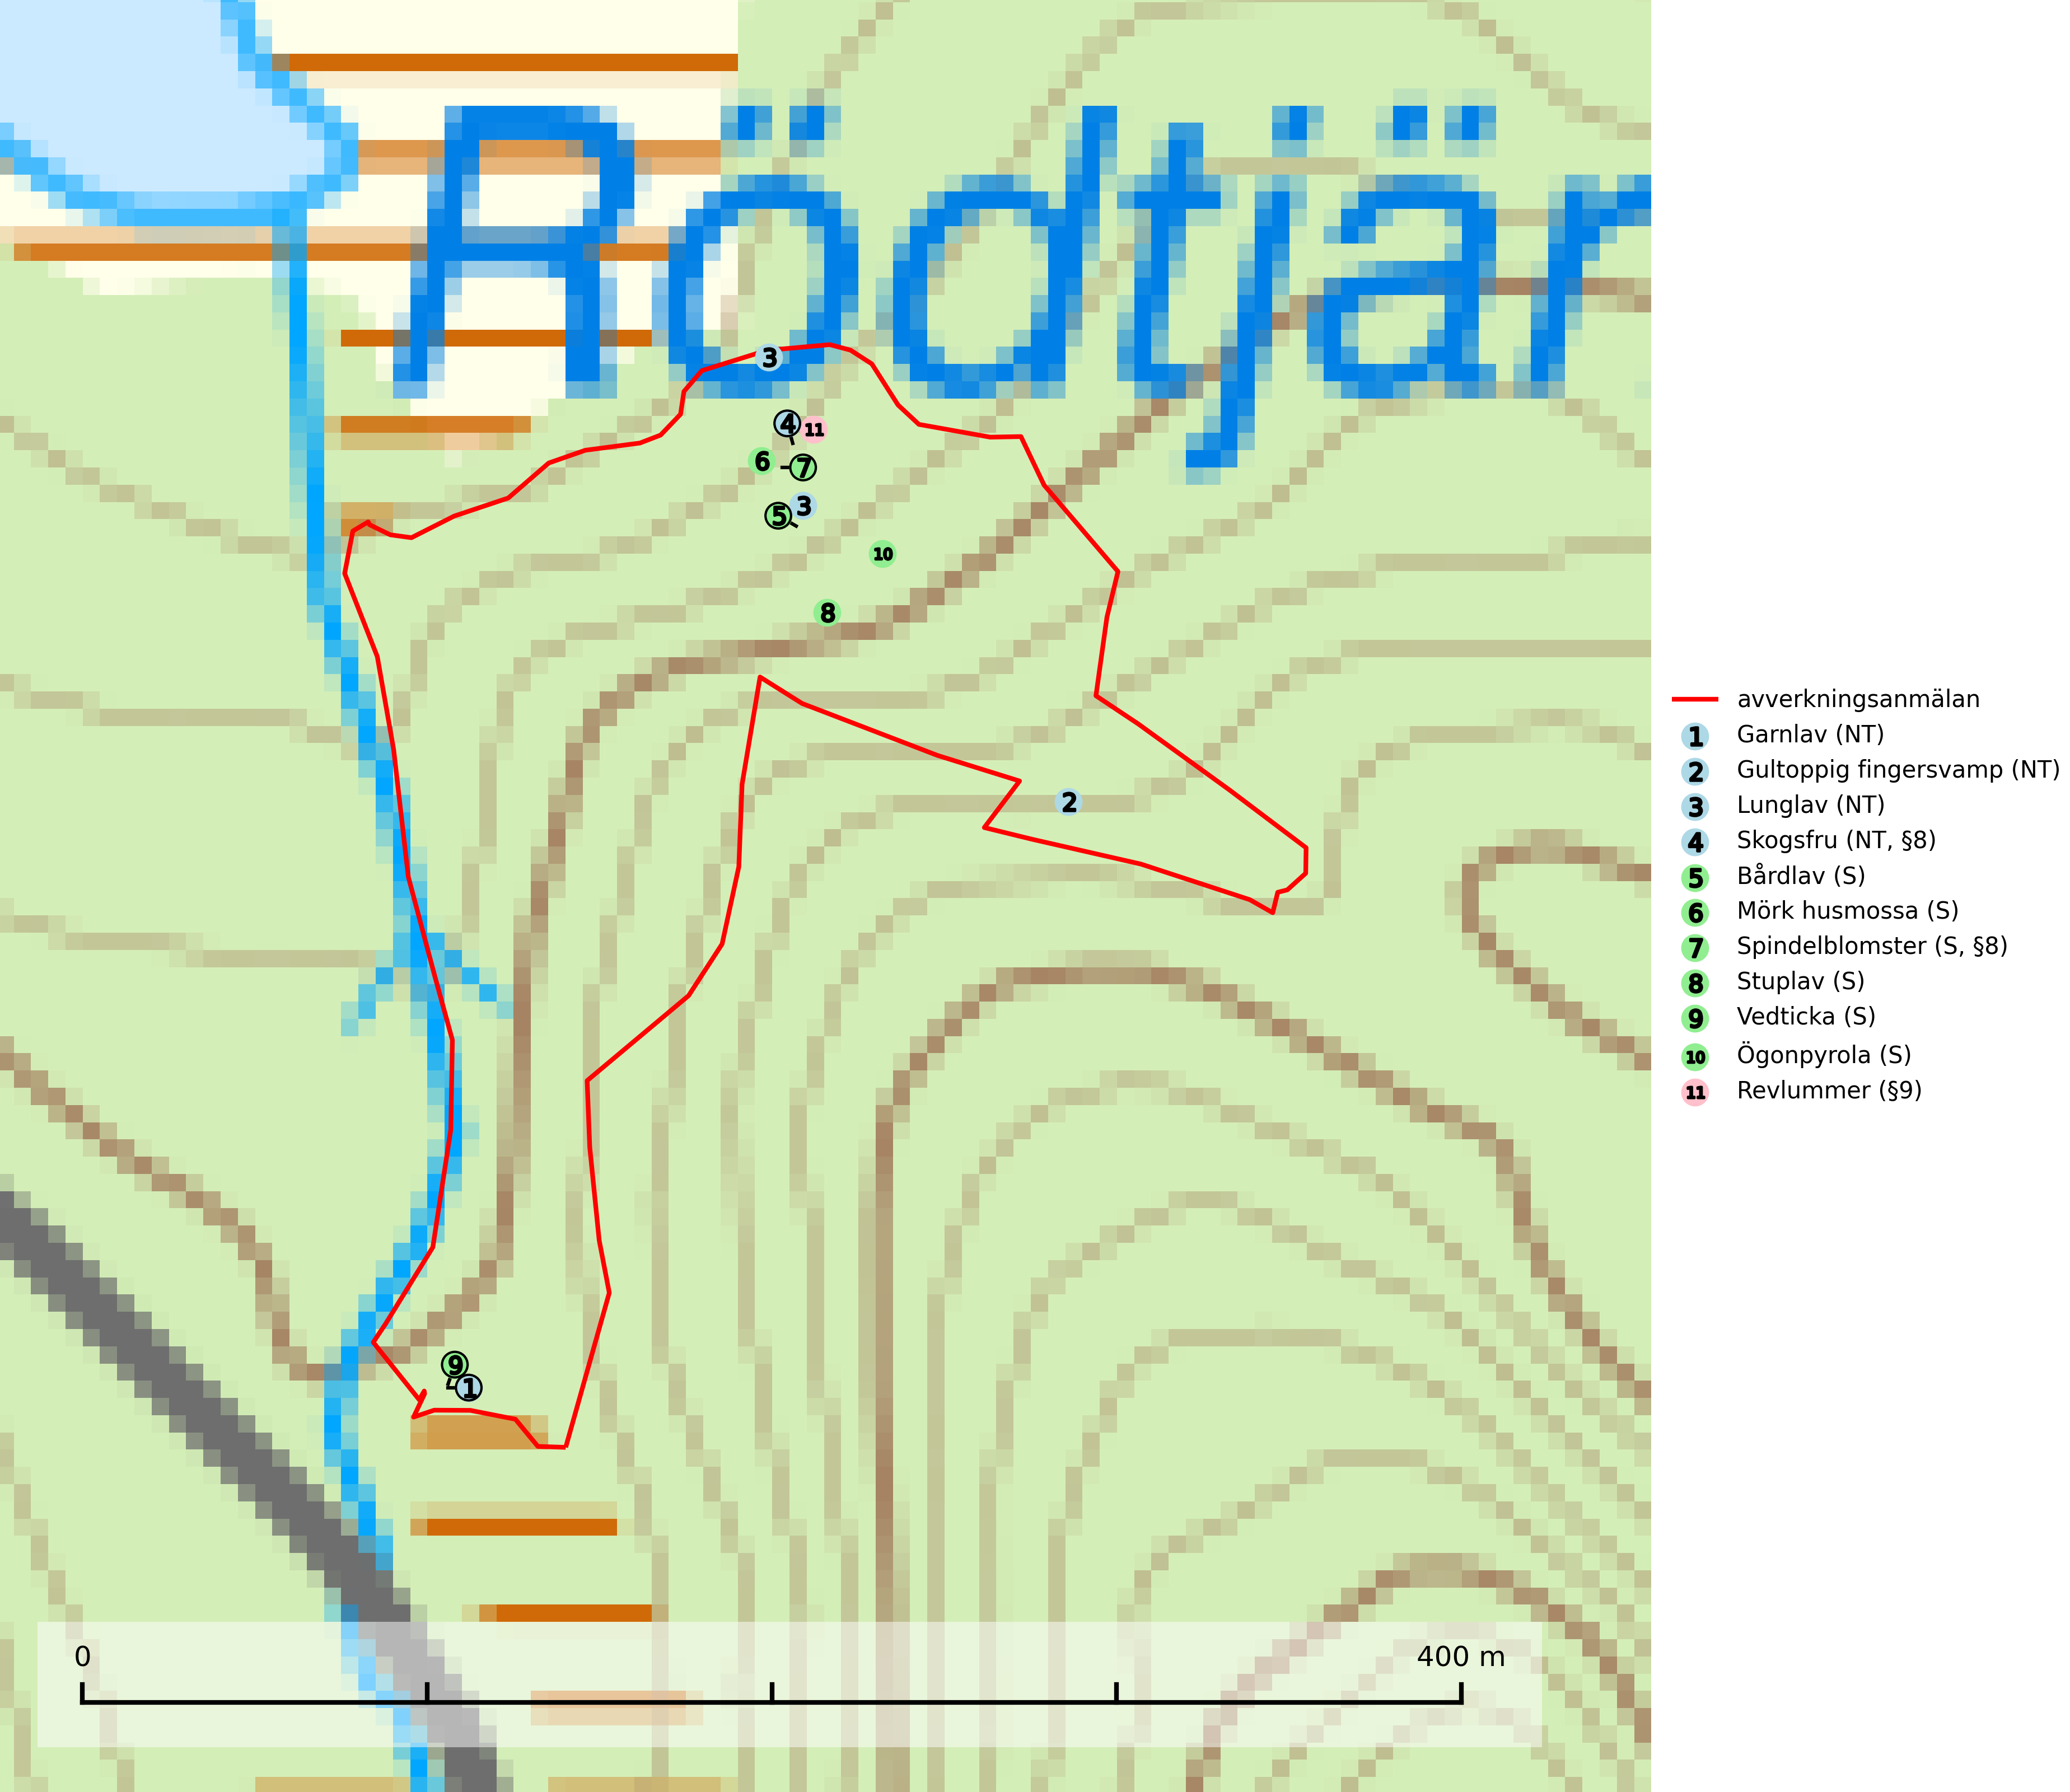 Rödtjär
3
4
11
6
7
3
5
10
8
2
9
1
0
400 m
avverkningsanmälan
1 Garnlav (NT)
2 Gultoppig fingersvamp (NT)
3 Lunglav (NT)
4 Skogsfru (NT, §8)
5 Bårdlav (S)
6 Mörk husmossa (S)
7 Spindelblomster (S, §8)
8 Stuplav (S)
9 Vedticka (S)
10 Ögonpyrola (S)
11 Revlummer (§9)